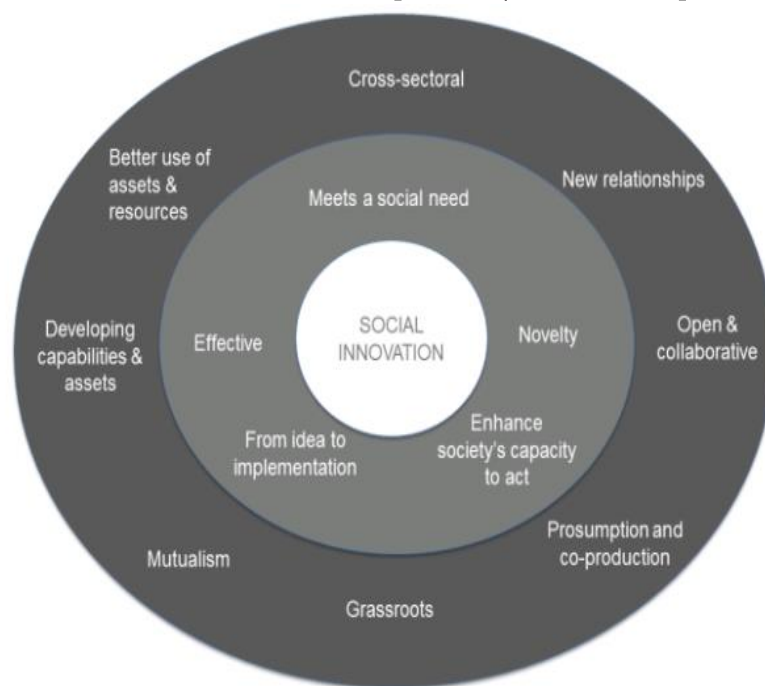 Cross-sectoral
Better use of
assets &
resources
New relationships
Meets a social need
Developing
capabilities &
assets
Effective
SOCIAL
INNOVATION
Novelty
Open &
collaborative
From idea to
implementation
Enhance
society's capacity
to act
Mutualism
Prosumption and
co-production
Grassroots